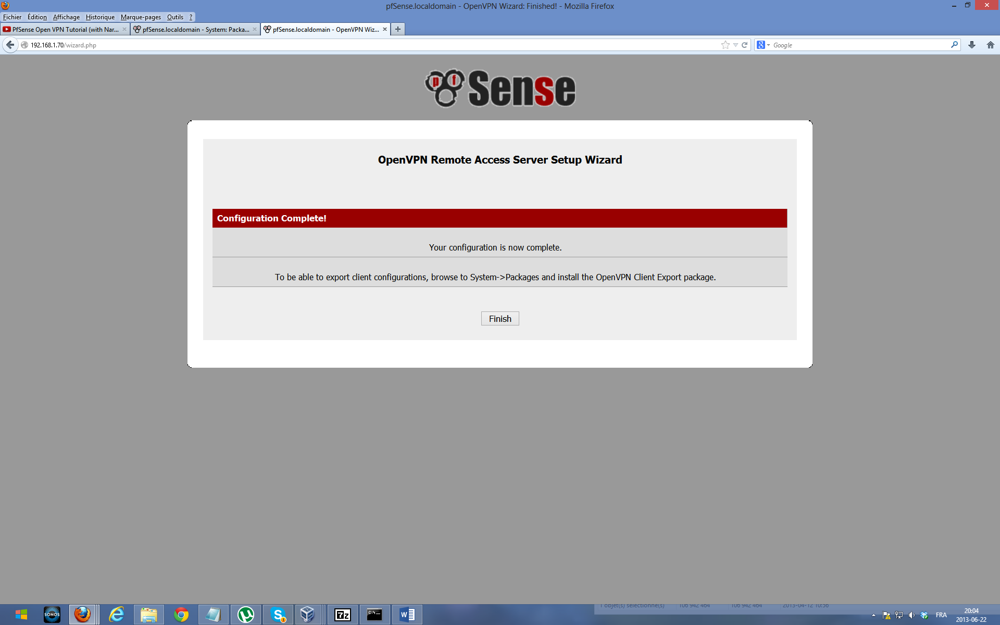 pfSense.localdomain - OpenVPN Wizard: Finished! - Mozilla Firefox
Fichier Édition Affichage Historique Marque-pages Outils ?
PfSense Open VPN Tutorial (with Nar... pfSense.localdomain - System: Packa... pfSense.localdomain - OpenVPN Wiz...
192.168.1.70/wizard.php
8 Google
pf Sense
OpenVPN Remote Access Server Setup Wizard
Configuration Complete!
Your configuration is now complete.
To be able to export client configurations, browse to System->Packages and install the OpenVPN Client Export package.
Finish
1 objet(s) sélectionné(s) 106 942 464 106 942 464 2013-04-12 10:56
SONOS
S 1
7z
C:\
W
FRA
20:04
2013-06-22